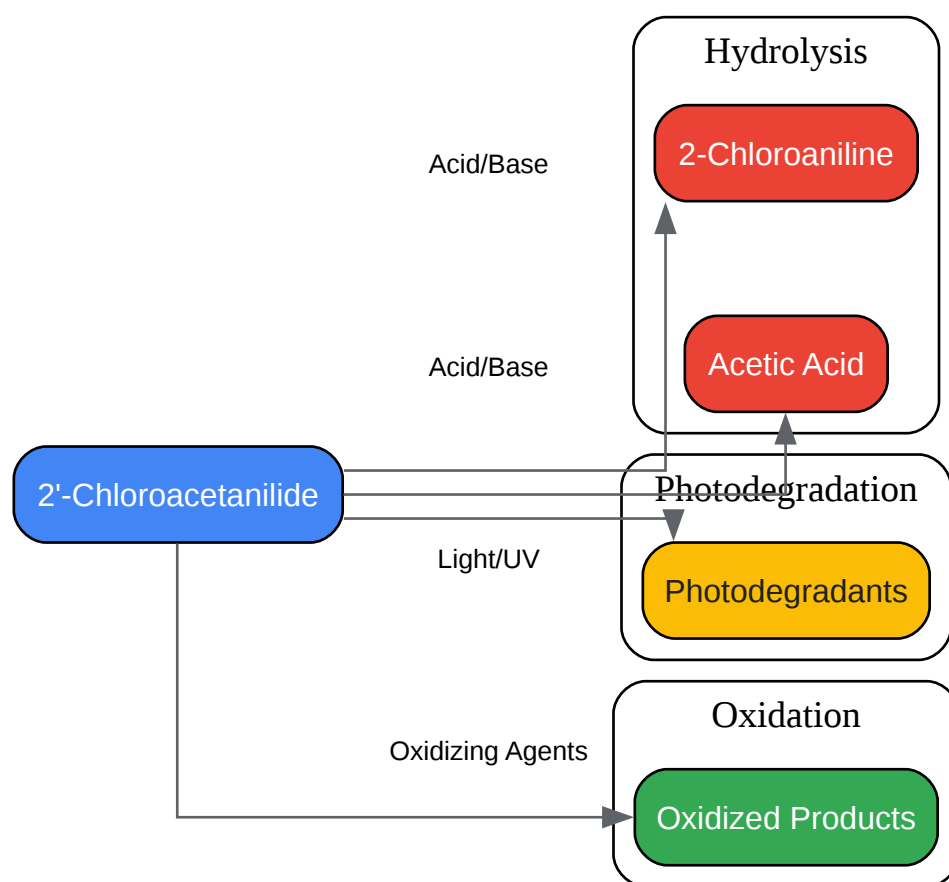 Hydrolysis
Acid/Base
2-Chloroaniline
Acid/Base
Acetic Acid
2'-Chloroacetanilide
Photodegradation
Light/UV
Photodegradants
Oxidation
Oxidizing Agents
Oxidized Products